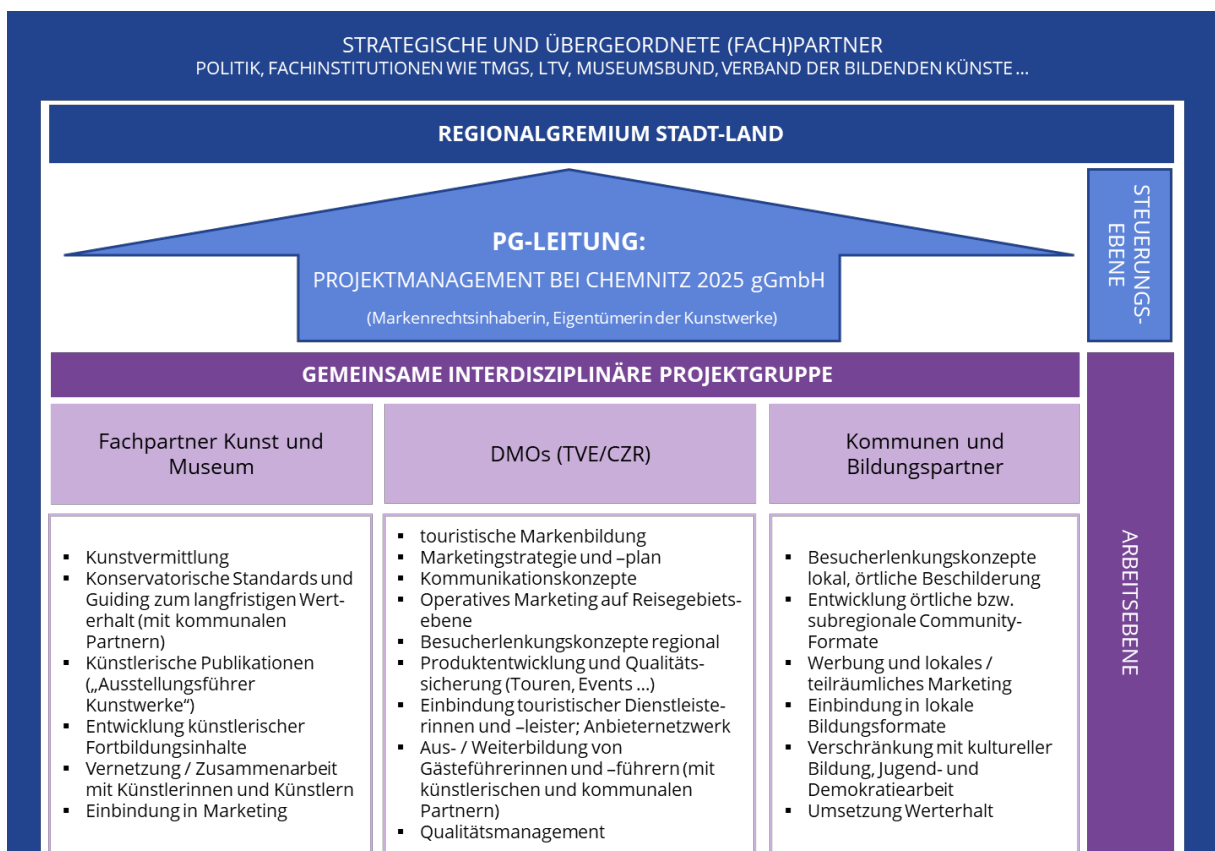 STRATEGISCHE UND ÜBERGEORDNETE (FACH)PARTNER
POLITIK, FACHINSTITUTIONEN WIE TMGS, LTV, MUSEUMSBUND, VERBAND DER BILDENDEN KÜNSTE ...
REGIONALGREMIUM STADT-LAND
PG-LEITUNG:
PROJEKTMANAGEMENT BEI CHEMNITZ 2025 gGmbH
(Markenrechtsinhaberin, Eigentümerin der Kunstwerke)
STEUERUNGS-
EBENE
GEMEINSAME INTERDISZIPLINÄRE PROJEKTGRUPPE
Fachpartner Kunst und
Museum
▪ Kunstvermittlung
▪ Konservatorische Standards und
Guiding zum langfristigen Wert-
erhalt (mit kommunalen
Partnern)
▪ Künstlerische Publikationen
(„Ausstellungsführer
Kunstwerke“)
▪ Entwicklung künstlerischer
Fortbildungsinhalte
▪ Vernetzung / Zusammenarbeit
mit Künstlerinnen und Künstlern
▪ Einbindung in Marketing
DMOs (TVE/CZR)
▪ touristische Markenbildung
▪ Marketingstrategie und –plan
▪ Kommunikationskonzepte
▪ Operatives Marketing auf Reisegebiets-
ebene
▪ Besucherlenkungskonzepte regional
▪ Produktentwicklung und Qualitäts-
sicherung (Touren, Events ...)
▪ Einbindung touristischer Dienstleiste-
rinnen und –leister; Anbieternetzwerk
▪ Aus- / Weiterbildung von
Gästeführerinnen und –führern (mit
künstlerischen und kommunalen
Partnern)
▪ Qualitätsmanagement
Kommunen und
Bildungspartner
▪ Besucherlenkungskonzepte
lokal, örtliche Beschilderung
▪ Entwicklung örtliche bzw.
subregionale Community-
Formate
▪ Werbung und lokales /
teilräumliches Marketing
▪ Einbindung in lokale
Bildungsformate
▪ Verschränkung mit kultureller
Bildung, Jugend- und
Demokratiearbeit
▪ Umsetzung Werterhalt
ARBEITSEBENE